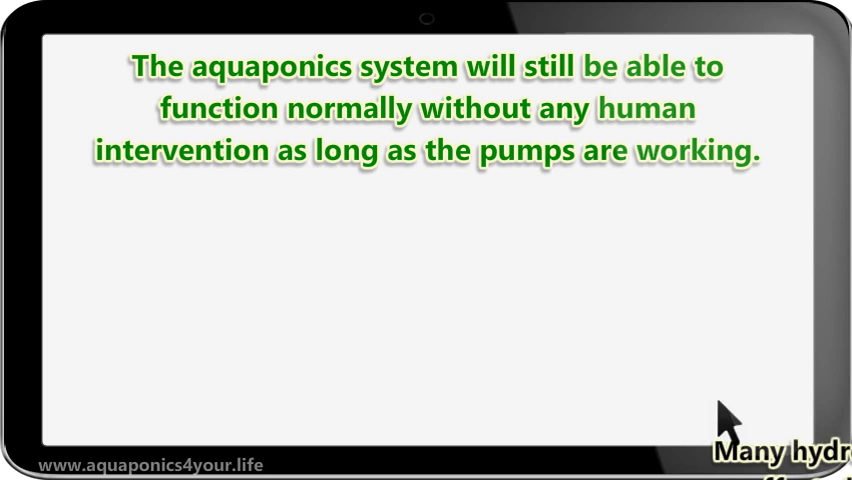 The aquaponics system will still be able to
function normally without any human
intervention as long as the pumps are working.
Many
www.aquaponics4your.life